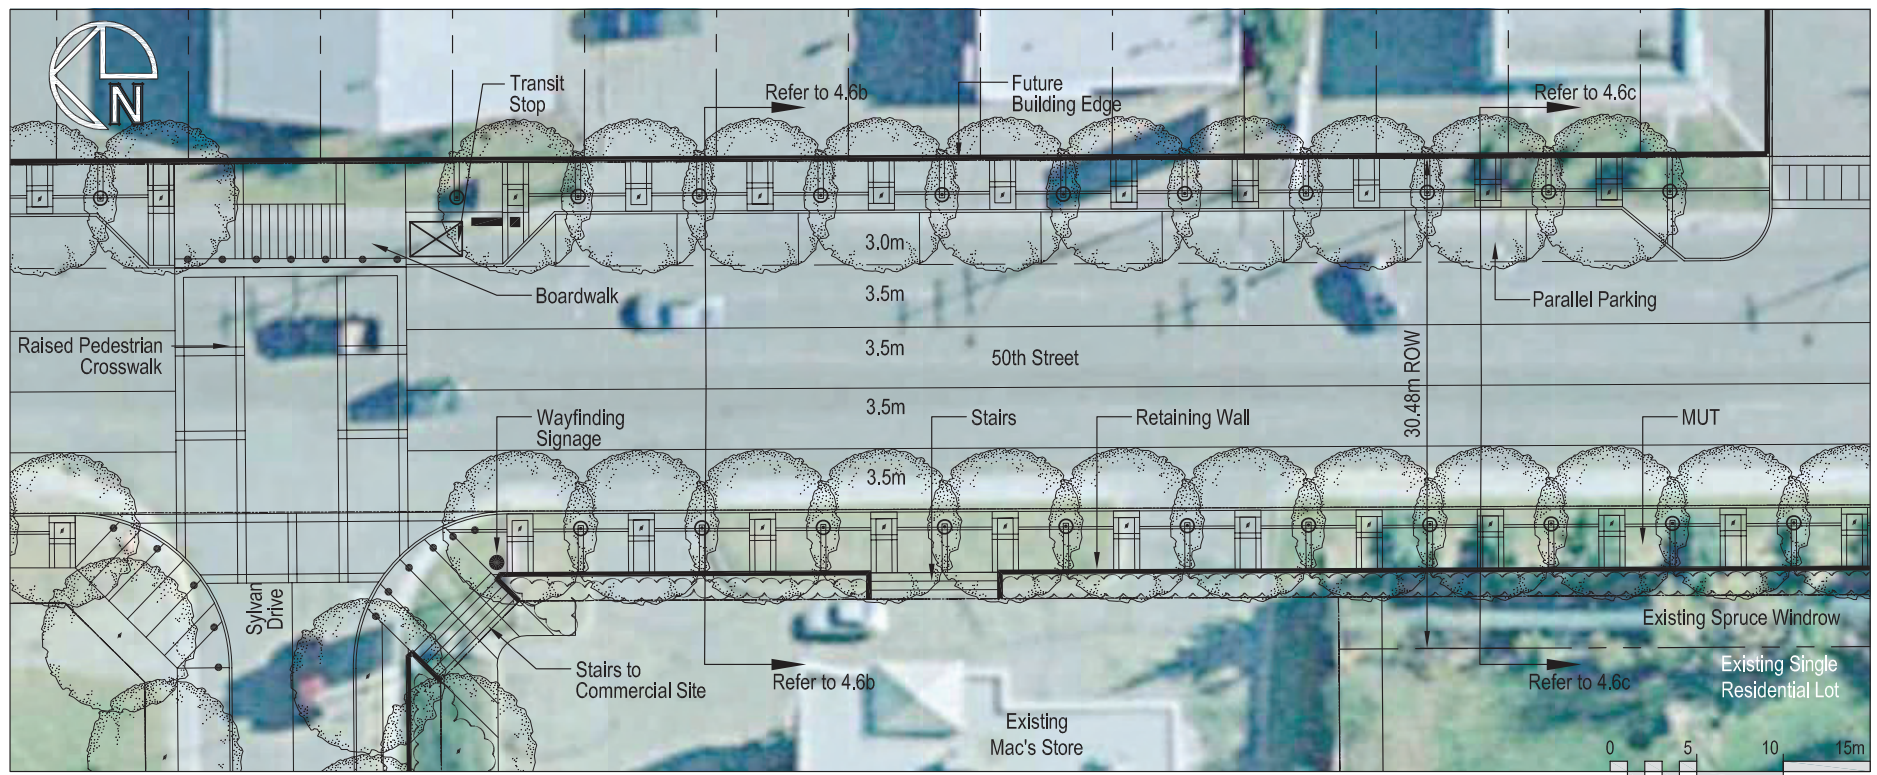 N
Transit
Stop
Refer to 4.6b
Future
Building Edge
Refer to 4.6c
3.0m
Boardwalk
3.5m
Parallel Parking
Raised Pedestrian
Crosswalk
3.5m
50th Street
30.48m ROW
Wayfinding
Signage
3.5m
Stairs
Retaining Wall
MUT
3.5m
Sylvan
Drive
Existing Spruce Windrow
Stairs to
Commercial Site
Refer to 4.6b
Refer to 4.6c
Existing Single
Residential Lot
Existing
Mac's Store
0 5 10 15m